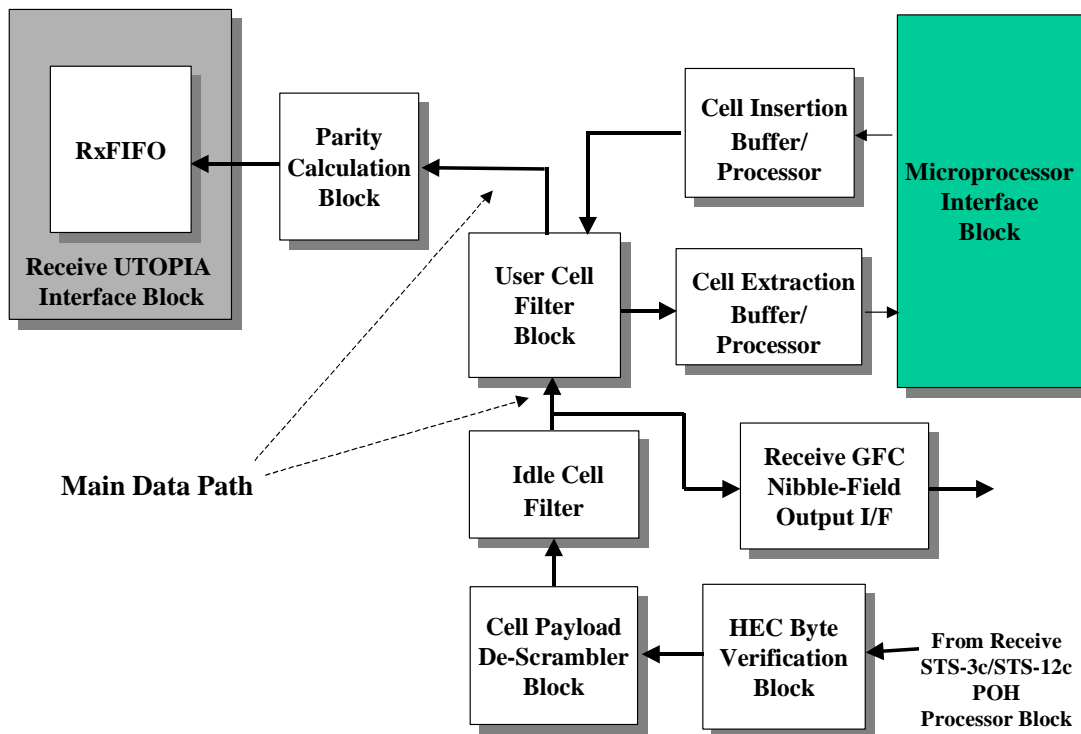 RxFIFO
Receive UTOPIA
Interface Block
Parity
Calculation
Block
Cell Insertion
Buffer/
Processor
Microprocessor
Interface
Block
User Cell
Filter
Block
Cell Extraction
Buffer/
Processor
Main Data Path
Idle Cell
Filter
Receive GFC
Nibble-Field
Output I/F
Cell Payload
De-Scrambler
Block
HEC Byte
Verification
Block
From Receive
STS-3c/STS-12c
POH
Processor Block